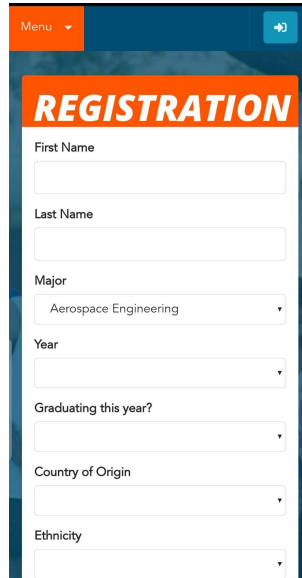 Menu
REGISTRATION
First Name
Last Name
Major
Aerospace Engineering
Year
Graduating this year?
Country of Origin
Ethnicity